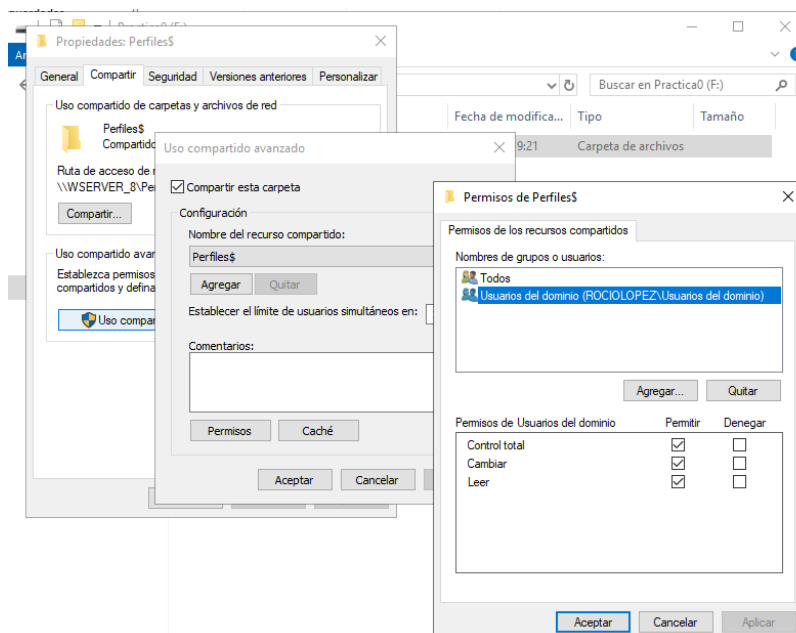 Practica0 (F:)
Propiedades: Perfiles$
General Compartir Seguridad Versiones anteriores Personalizar
Uso compartido de carpetas y archivos de red
Perfiles$
Compartido
Ruta de acceso de r
\\WSERVER_8\Pe
Compartir...
Uso compartido avar
Establezca permisos
compartidos y defina
Uso compar
Buscar en Practica0 (F:)
Fecha de modifica... Tipo Tamaño
9:21 Carpeta de archivos
Uso compartido avanzado
Compartir esta carpeta
Configuración
Nombre del recurso compartido:
Perfiles$
Agregar Quitar
Establecer el límite de usuarios simultáneos en:
Comentarios:
Permisos Caché
Aceptar Cancelar
Permisos de Perfiles$
Permisos de los recursos compartidos
Nombres de grupos o usuarios:
Todos
Usuarios del dominio (ROCIOLOPEZ\Usuarios del dominio)
Agregar... Quitar
Permisos de Usuarios del dominio Permitir Denegar
Control total
Cambiar
Leer
Aceptar Cancelar Aplicar